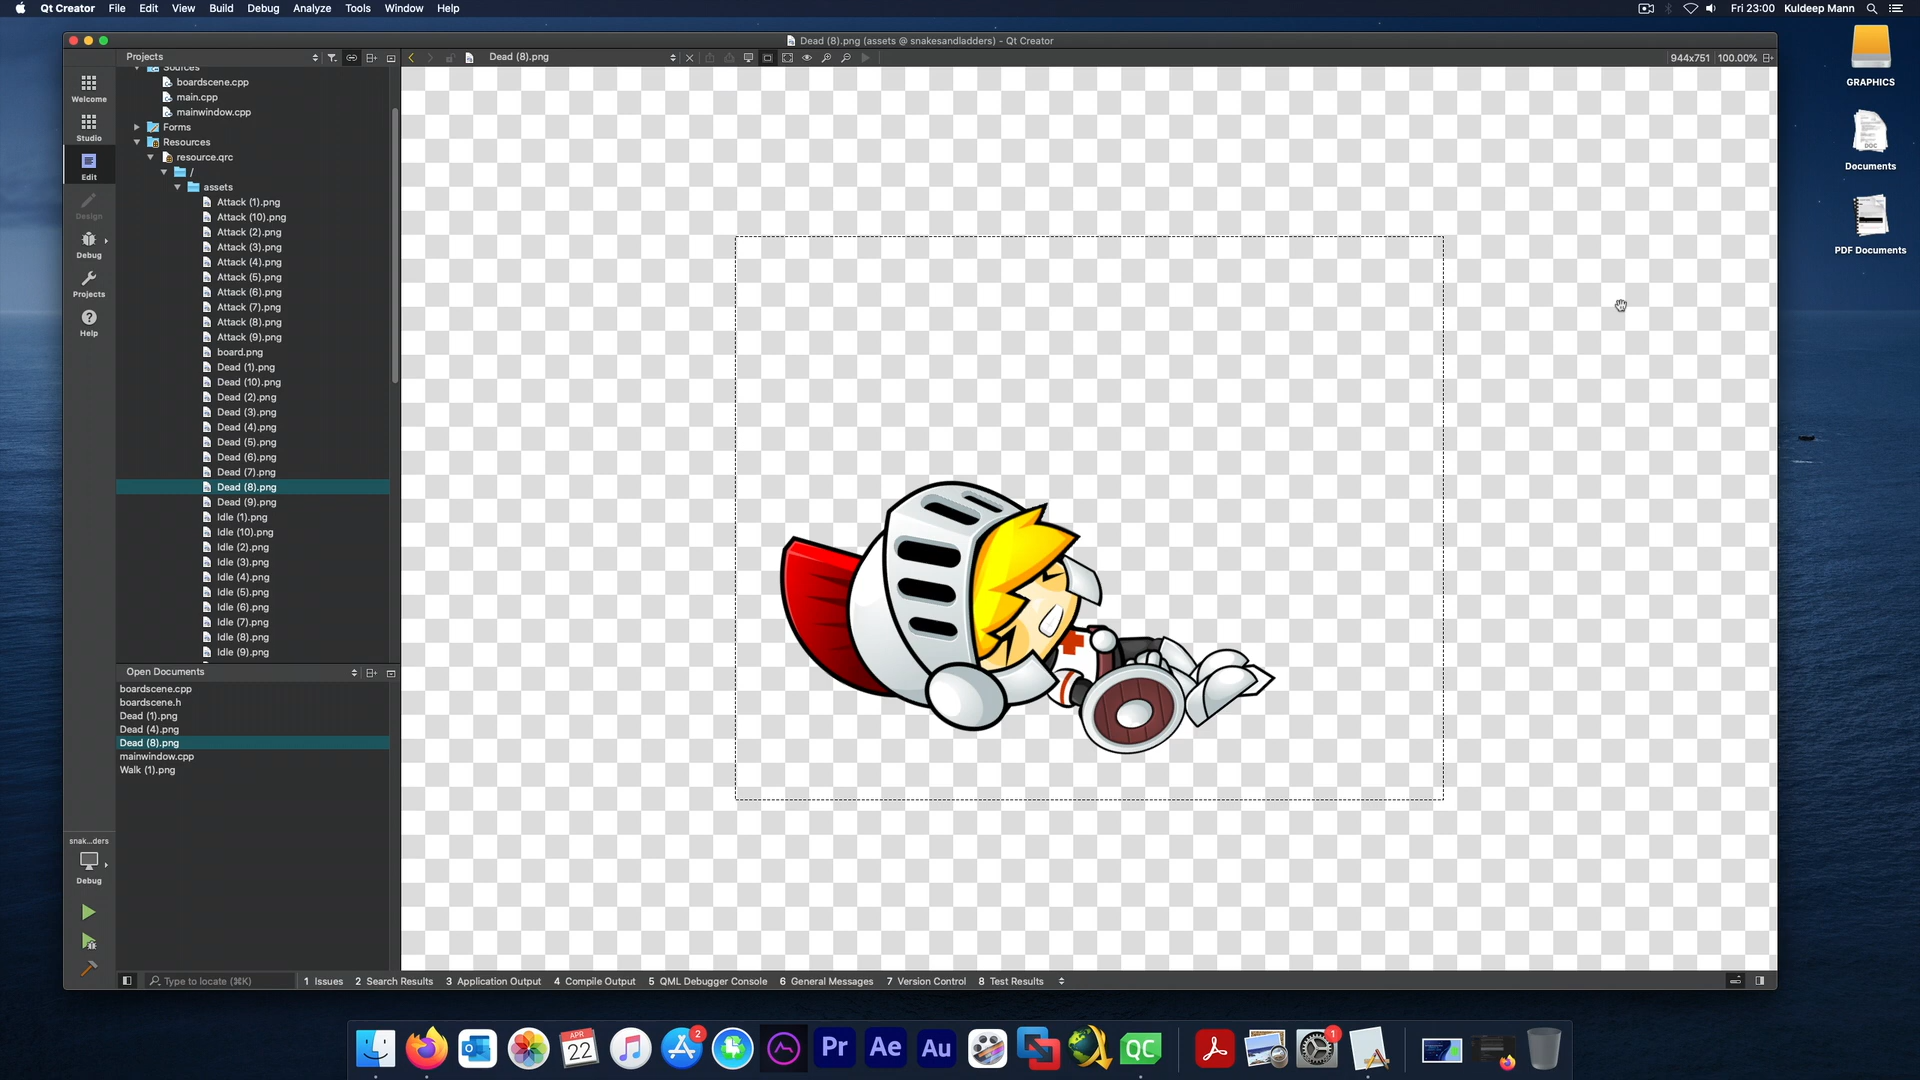 Qt Creator File Edit View Build Debug Analyze Tools Window Help
Fri 23:00 Kuldeep Mann
Dead (8).png (assets @ snakesandladders) - Qt Creator
Projects
Dead (8).png
944x751 100.00%
Sources
boardscene.cpp
main.cpp
mainwindow.cpp
Forms
Resources
resource.qrc
/
assets
Attack (1).png
Attack (10).png
Attack (2).png
Attack (3).png
Attack (4).png
Attack (5).png
Attack (6).png
Attack (7).png
Attack (8).png
Attack (9).png
board.png
Dead (1).png
Dead (10).png
Dead (2).png
Dead (3).png
Dead (4).png
Dead (5).png
Dead (6).png
Dead (7).png
Dead (8).png
Dead (9).png
Idle (1).png
Idle (10).png
Idle (2).png
Idle (3).png
Idle (4).png
Idle (5).png
Idle (6).png
Idle (7).png
Idle (8).png
Idle (9).png
Welcome
Studio
Edit
Design
Debug
Projects
Help
Open Documents
boardscene.cpp
boardscene.h
Dead (1).png
Dead (4).png
Dead (8).png
mainwindow.cpp
Walk (1).png
snak...ders
Debug
Type to locate (⌘K)
1 Issues 2 Search Results 3 Application Output 4 Compile Output 5 QML Debugger Console 6 General Messages 7 Version Control 8 Test Results
GRAPHICS
DOC
Documents
PDF Documents
APR
22
2
Pr
Ae
Au
QC
1